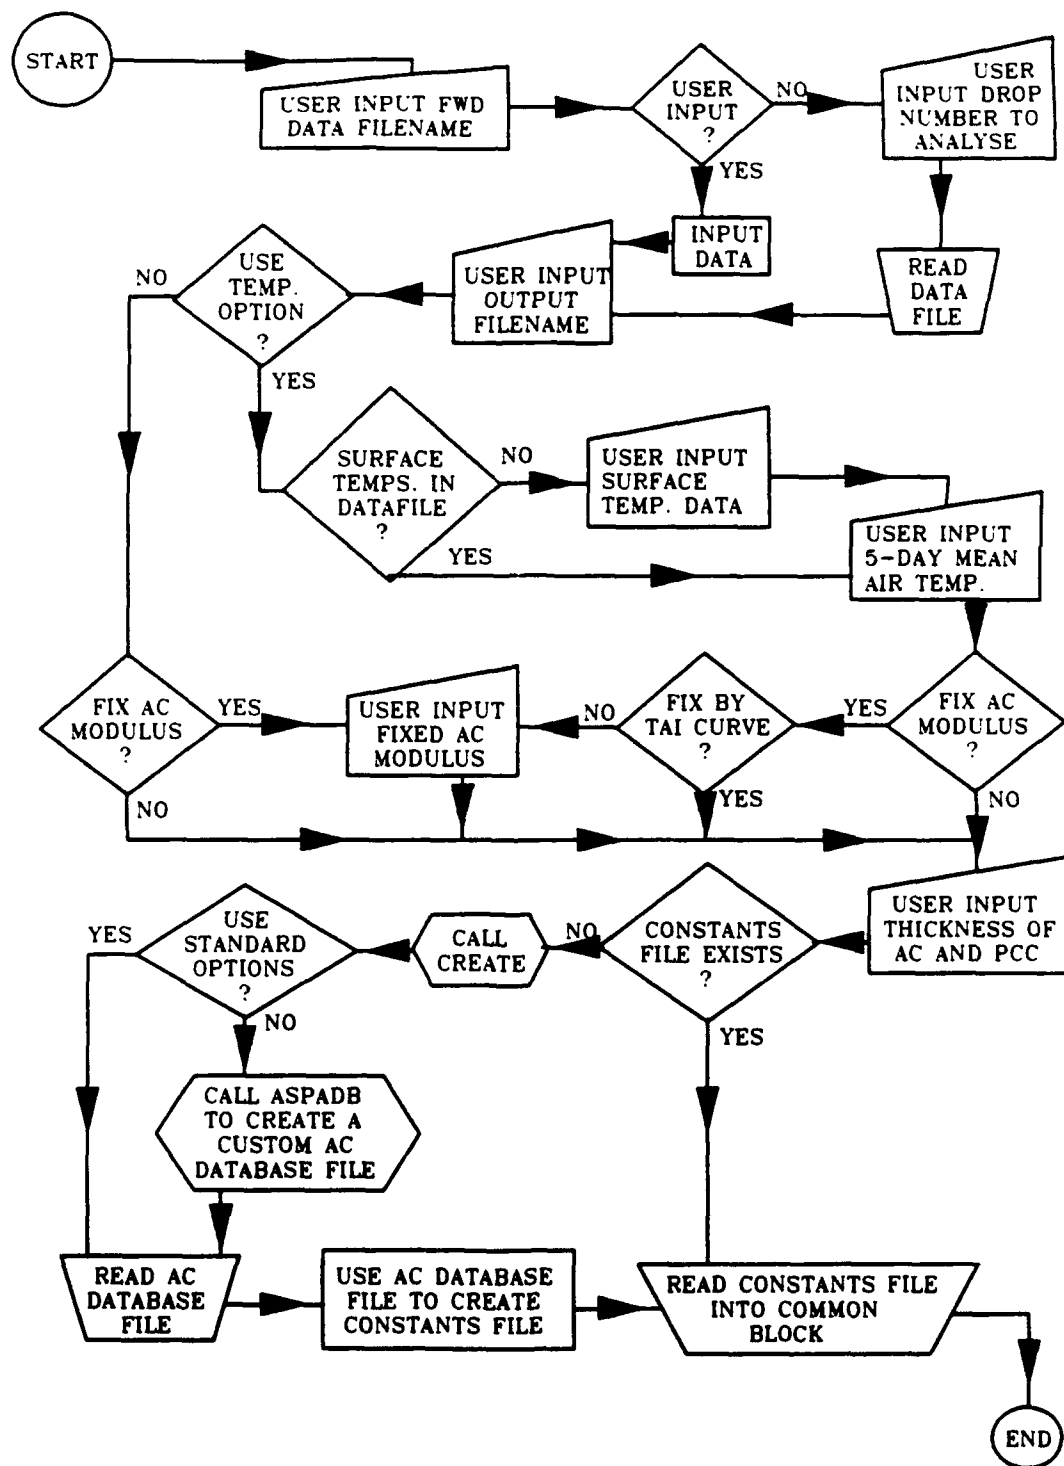 START
USER INPUT FWD
DATA FILENAME
USER
INPUT
?
NO
USER
INPUT DROP
NUMBER TO
ANALYSE
YES
INPUT
DATA
READ
DATA
FILE
USER INPUT
OUTPUT
FILENAME
USE
TEMP.
OPTION
?
NO
YES
SURFACE
TEMPS. IN
DATAFILE
?
NO
USER INPUT
SURFACE
TEMP. DATA
YES
USER INPUT
5-DAY MEAN
AIR TEMP.
FIX AC
MODULUS
?
YES
USER INPUT
FIXED AC
MODULUS
NO
FIX BY
TAI CURVE
?
YES
FIX AC
MODULUS
?
NO
YES
NO
USER INPUT
THICKNESS OF
AC AND PCC
CONSTANTS
FILE EXISTS
?
NO
CALL
CREATE
USE
STANDARD
OPTIONS
?
YES
NO
YES
CALL ASPADB
TO CREATE A
CUSTOM AC
DATABASE FILE
READ AC
DATABASE
FILE
USE AC DATABASE
FILE TO CREATE
CONSTANTS FILE
READ CONSTANTS FILE
INTO COMMON
BLOCK
END